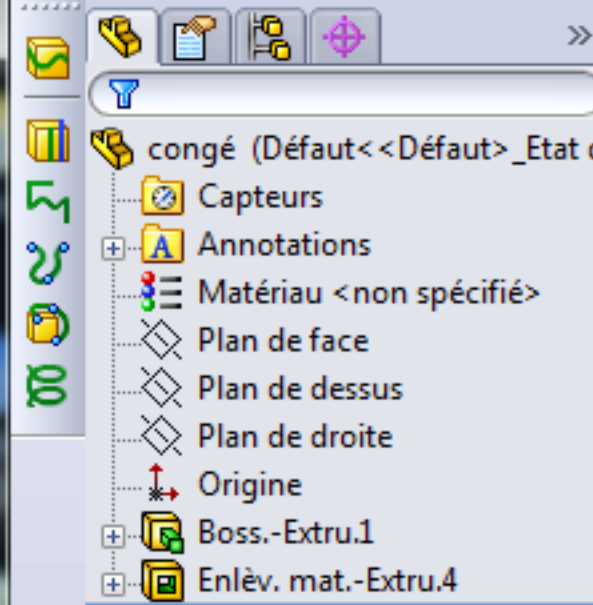 congé (Défaut<<Défaut>_Etat
Capteurs
A Annotations
Matériau <non spécifié>
Plan de face
Plan de dessus
Plan de droite
Origine
Boss.-Extru.1
Enlèv. mat.-Extru.4